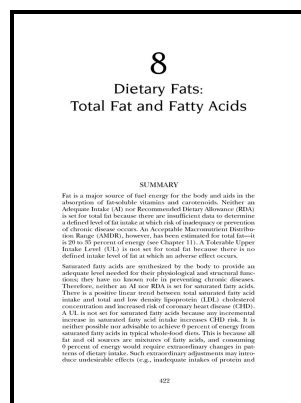 8
Dietary Fats:
Total Fat and Fatty Acids
SUMMARY
Fat is a major source of fuel energy for the body and aids in the
absorption of fat-soluble vitamins and carotenoids. Neither an
Adequate Intake (AI) nor Recommended Dietary Allowance (RDA)
is set for total fat because there are insufficient data to determine
a defined level of fat intake at which risk of inadequacy or prevention
of chronic disease occurs. An Acceptable Macronutrient Distribu-
tion Range (AMDR), however, has been estimated for total fat—it
is 20 to 35 percent of energy (see Chapter 11). A Tolerable Upper
Intake Level (UL) is not set for total fat because there is no
defined intake level of fat at which an adverse effect occurs.
Saturated fatty acids are synthesized by the body to provide an
adequate level needed for their physiological and structural func-
tions; they have no known role in preventing chronic diseases.
Therefore, neither an AI nor RDA is set for saturated fatty acids.
There is a positive linear trend between total saturated fatty acid
intake and total and low density lipoprotein (LDL) cholesterol
concentration and increased risk of coronary heart disease (CHD).
A UL is not set for saturated fatty acids because any incremental
increase in saturated fatty acid intake increases CHD risk. It is
neither possible nor advisable to achieve 0 percent of energy from
saturated fatty acids in typical whole-food diets. This is because all
fat and oil sources are mixtures of fatty acids, and consuming
0 percent of energy would require extraordinary changes in pat-
terns of dietary intake. Such extraordinary adjustments may intro-
duce undesirable effects (e.g., inadequate intakes of protein and
422